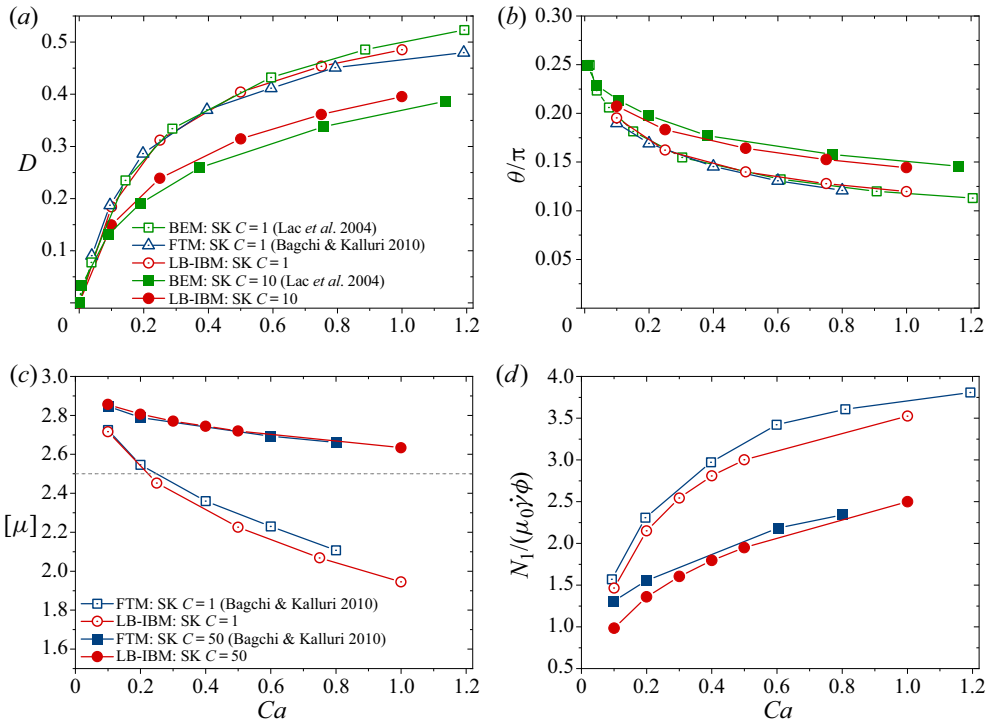 (a)
0.5
0.4
0.3
0.2
0.1
D
BEM: SK C = 1 (Lac et al. 2004)
FTM: SK C = 1 (Bagchi & Kalluri 2010)
LB-IBM: SK C = 1
BEM: SK C = 10 (Lac et al. 2004)
LB-IBM: SK C = 10
0 0.2 0.4 0.6 0.8 1.0 1.2
(b)
0.30
0.25
0.20
0.15
0.10
0.05
θ/π
0 0.2 0.4 0.6 0.8 1.0 1.2
(c)
3.0
2.8
2.6
2.4
2.2
2.0
1.8
1.6
[μ]
FTM: SK C = 1 (Bagchi & Kalluri 2010)
LB-IBM: SK C = 1
FTM: SK C = 50 (Bagchi & Kalluri 2010)
LB-IBM: SK C = 50
0 0.2 0.4 0.6 0.8 1.0 1.2
Ca
(d)
4.0
3.5
3.0
2.5
2.0
1.5
1.0
0.5
N₁/(μ₀γ̇ϕ)
0 0.2 0.4 0.6 0.8 1.0 1.2
Ca